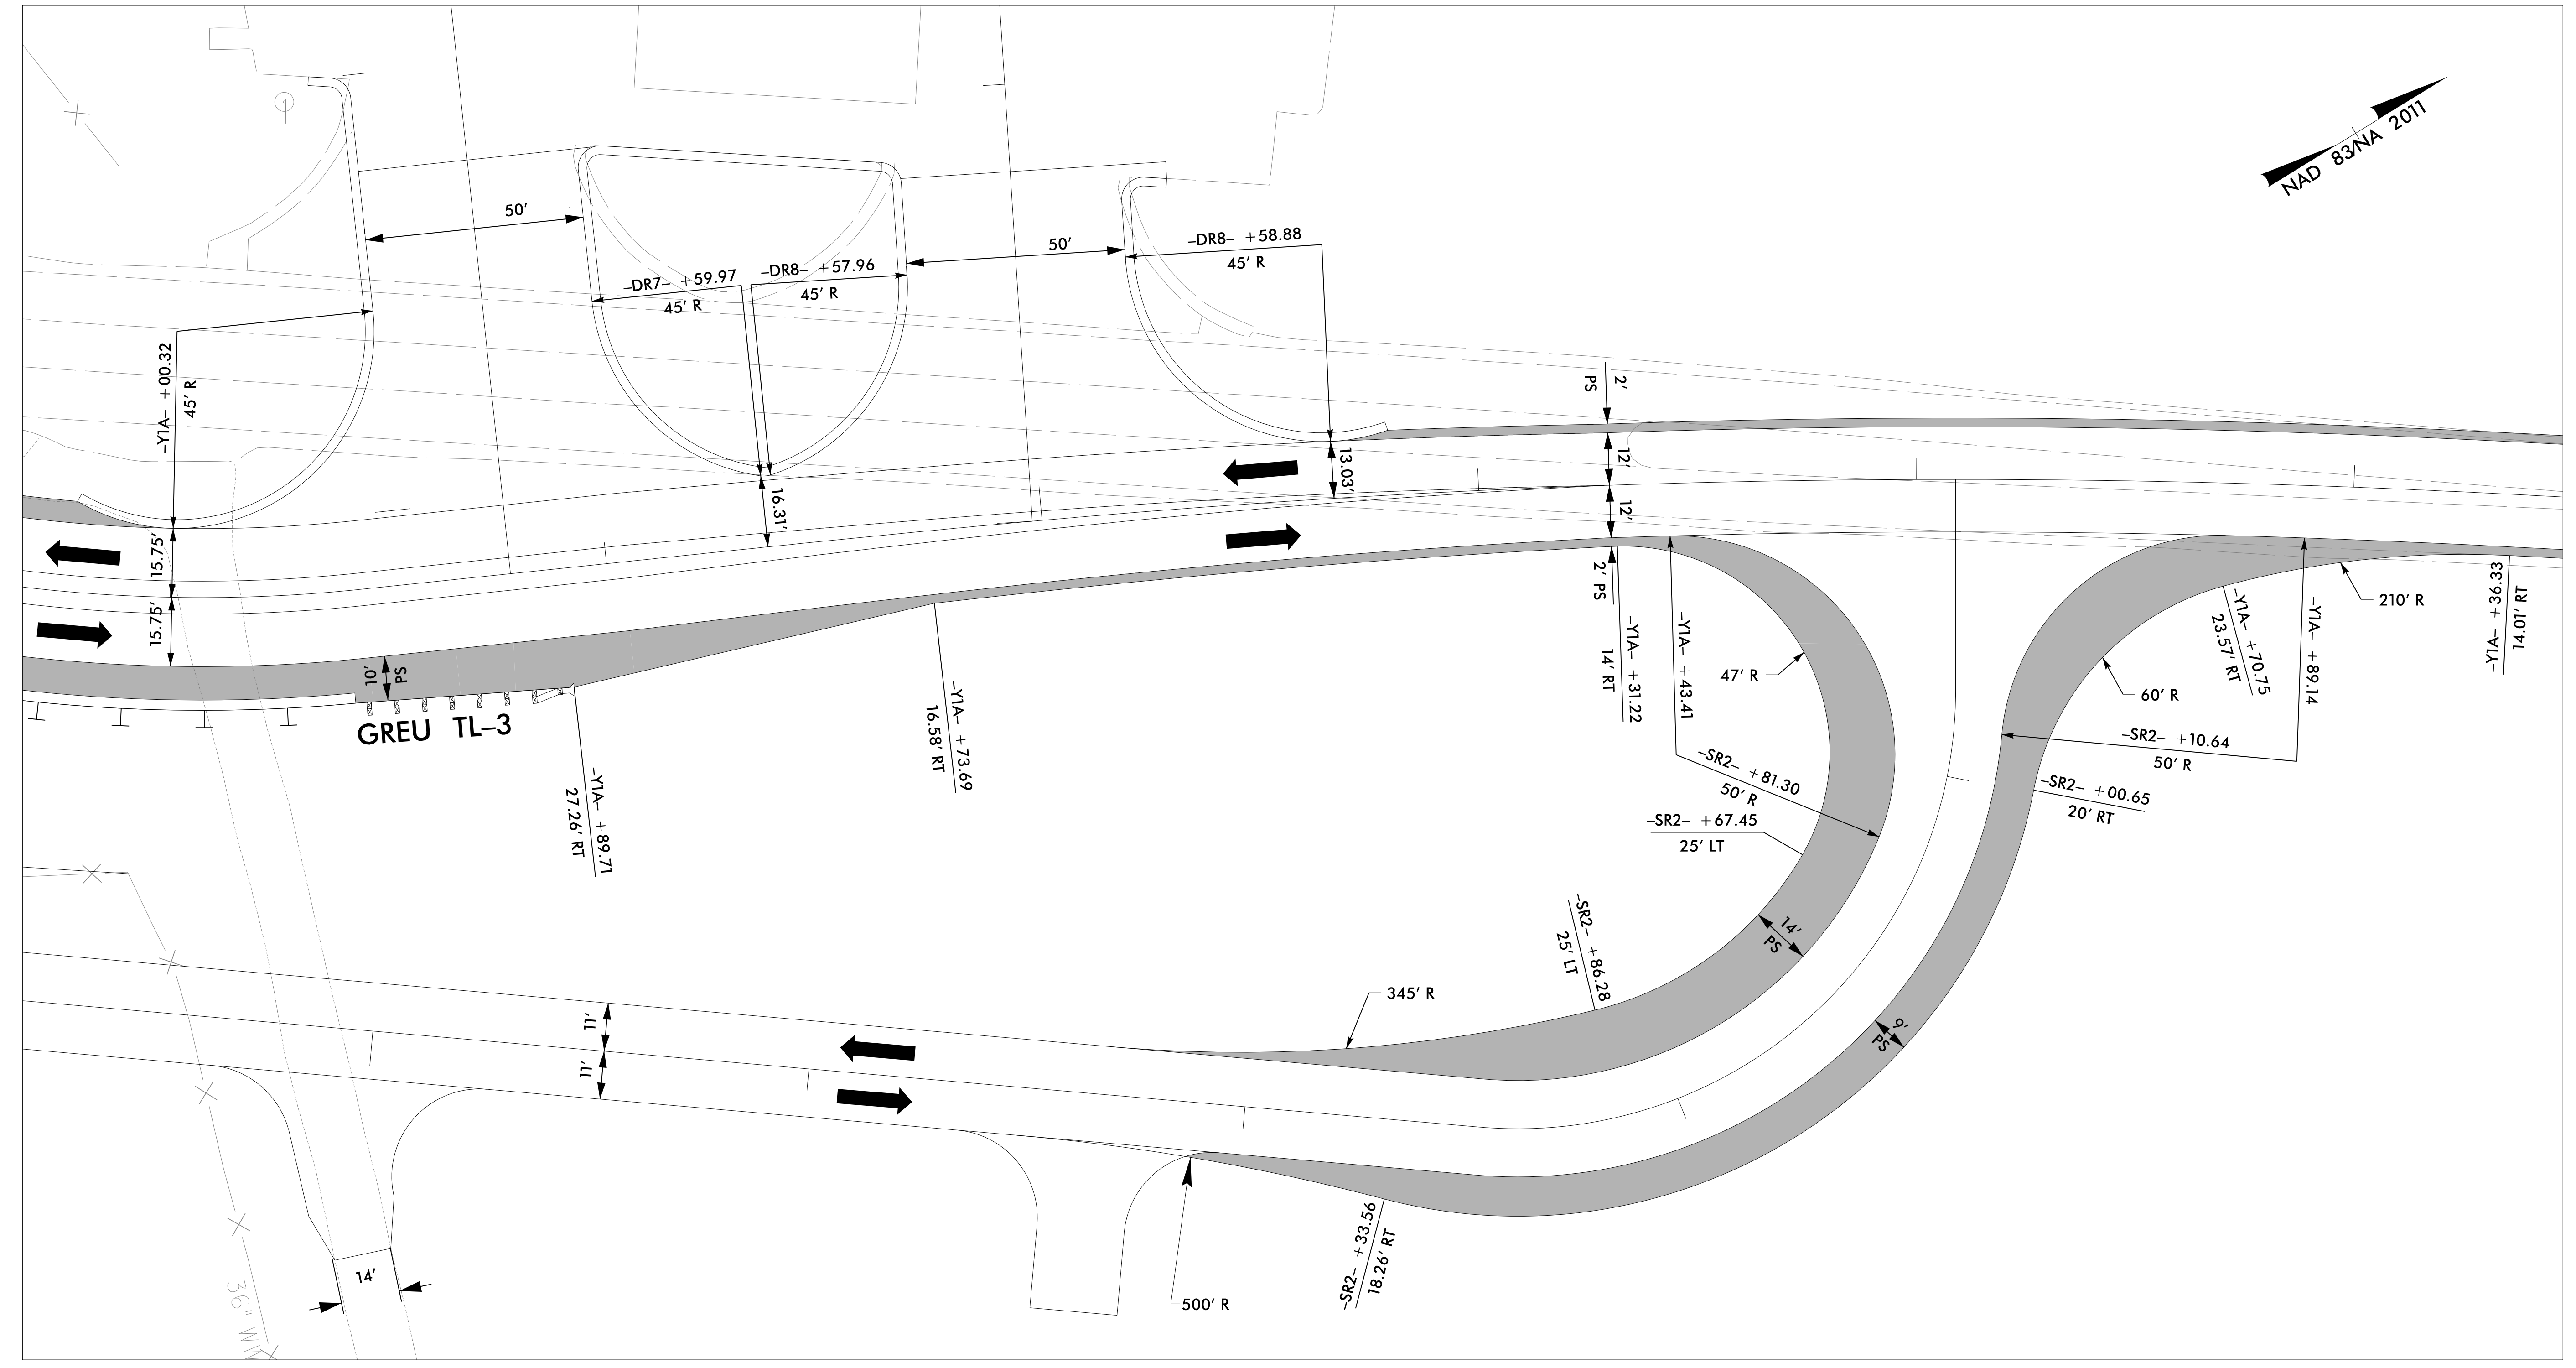 NAD 83/NA 2011
50'
50'
–DR8– +58.88
45' R
–DR7– +59.97
45' R
–DR8– +57.96
45' R
–Y1A– +00.32
45' R
2'
PS
12'
12'
13.03'
16.31'
15.75'
15.75'
10'
PS
GREU TL–3
–Y1A– +89.71
27.26' RT
–Y1A– +73.69
16.58' RT
2' PS
–Y1A– +31.22
14' RT
–Y1A– +43.41
47' R
–SR2– +81.30
50' R
–SR2– +67.45
25' LT
–SR2– +86.28
25' LT
14'
PS
345' R
9'
PS
–Y1A– +36.33
14.01' RT
210' R
–Y1A– +70.75
23.57' RT
–Y1A– +89.14
60' R
–SR2– +10.64
50' R
–SR2– +00.65
20' RT
11'
11'
–SR2– +33.56
18.26' RT
500' R
14'
36" WW